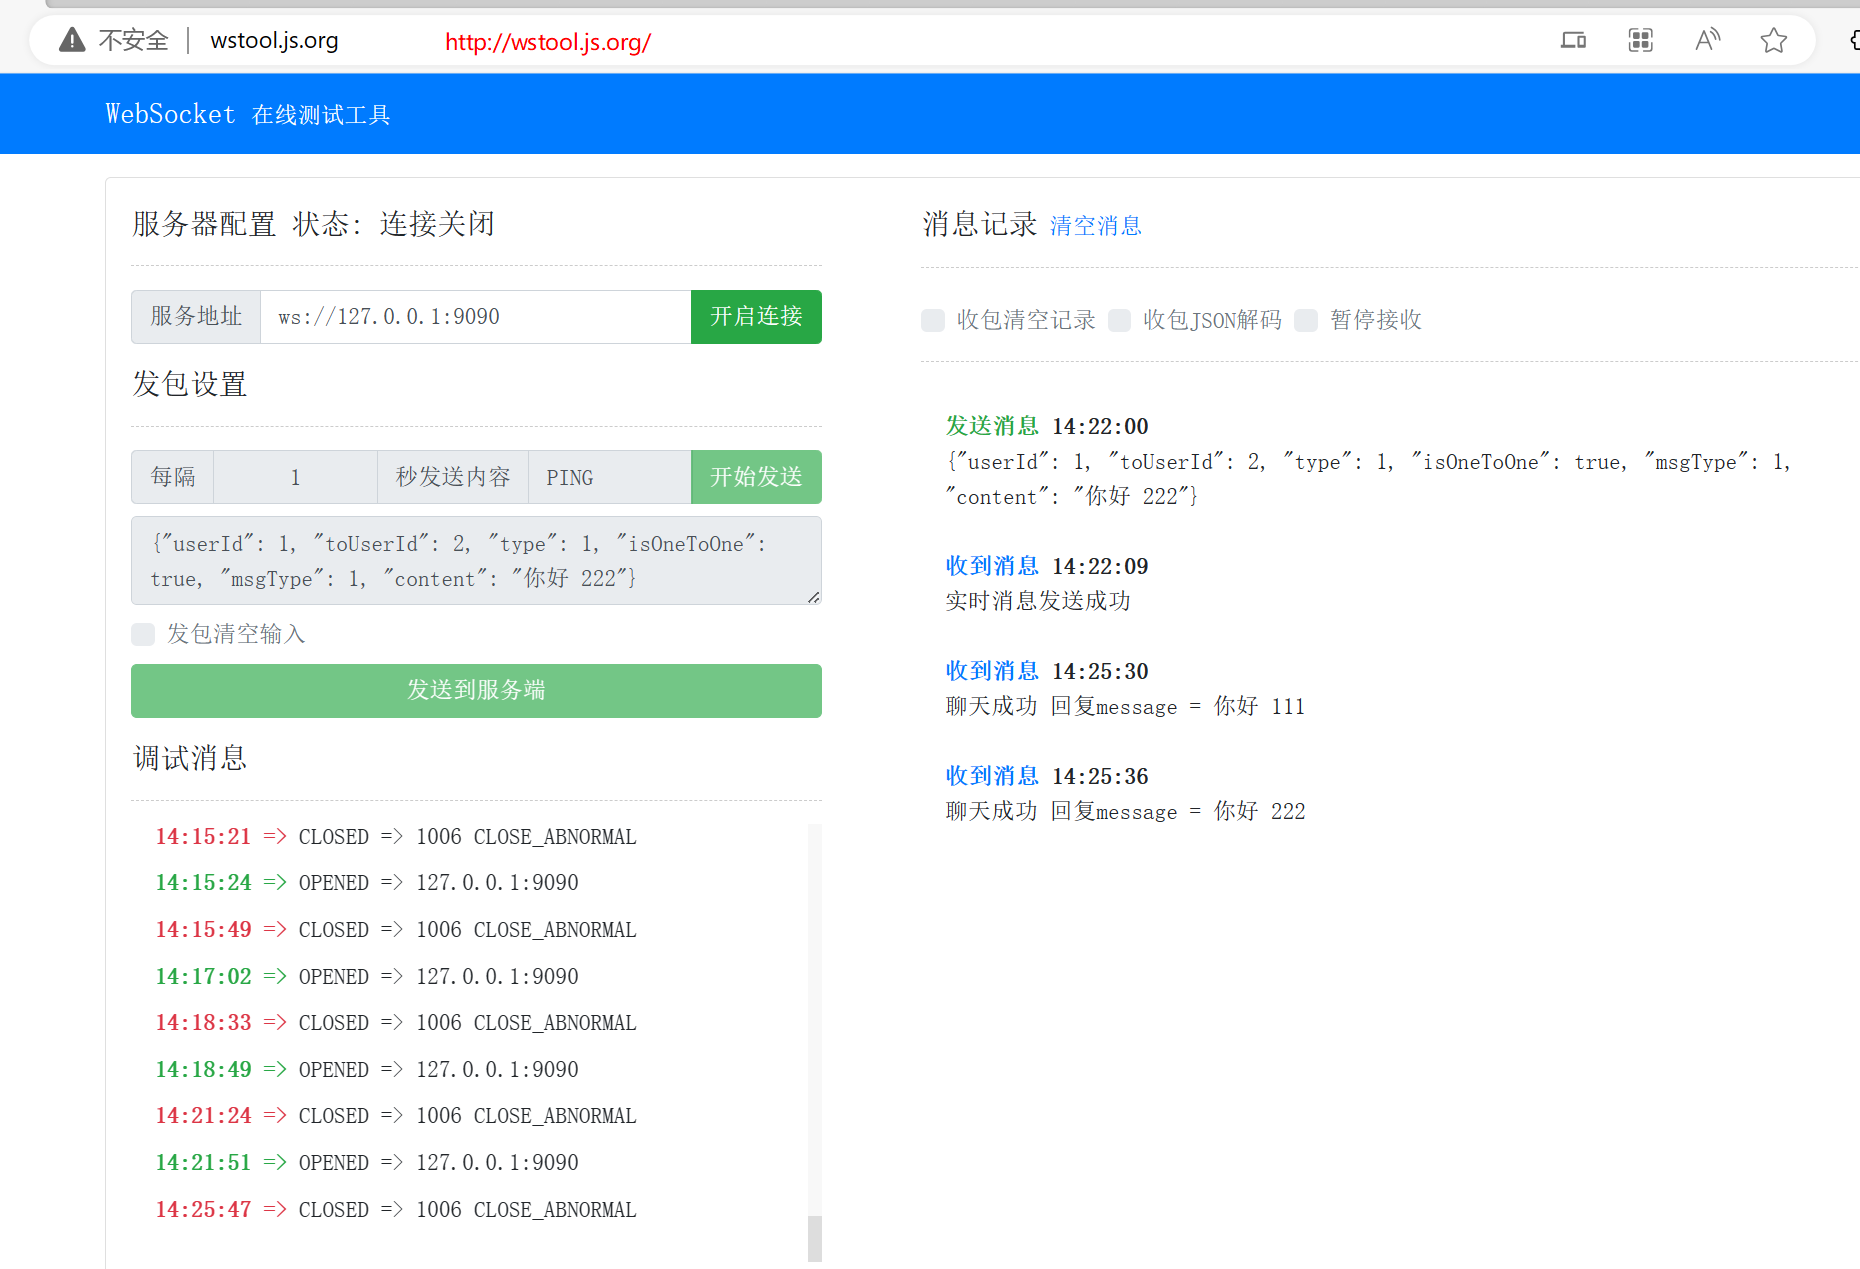 不安全 | wstool.js.org http://wstool.js.org/
WebSocket 在线测试工具
服务器配置 状态: 连接关闭
服务地址 ws://127.0.0.1:9090 开启连接
发包设置
每隔 1 秒发送内容 PING 开始发送
{"userId": 1, "toUserId": 2, "type": 1, "isOneToOne":
true, "msgType": 1, "content": "你好 222"}
发包清空输入
发送到服务端
调试消息
14:15:21 => CLOSED => 1006 CLOSE_ABNORMAL
14:15:24 => OPENED => 127.0.0.1:9090
14:15:49 => CLOSED => 1006 CLOSE_ABNORMAL
14:17:02 => OPENED => 127.0.0.1:9090
14:18:33 => CLOSED => 1006 CLOSE_ABNORMAL
14:18:49 => OPENED => 127.0.0.1:9090
14:21:24 => CLOSED => 1006 CLOSE_ABNORMAL
14:21:51 => OPENED => 127.0.0.1:9090
14:25:47 => CLOSED => 1006 CLOSE_ABNORMAL
消息记录 清空消息
收包清空记录 收包JSON解码 暂停接收
发送消息 14:22:00
{"userId": 1, "toUserId": 2, "type": 1, "isOneToOne": true, "msgType": 1,
"content": "你好 222"}
收到消息 14:22:09
实时消息发送成功
收到消息 14:25:30
聊天成功 回复message = 你好 111
收到消息 14:25:36
聊天成功 回复message = 你好 222